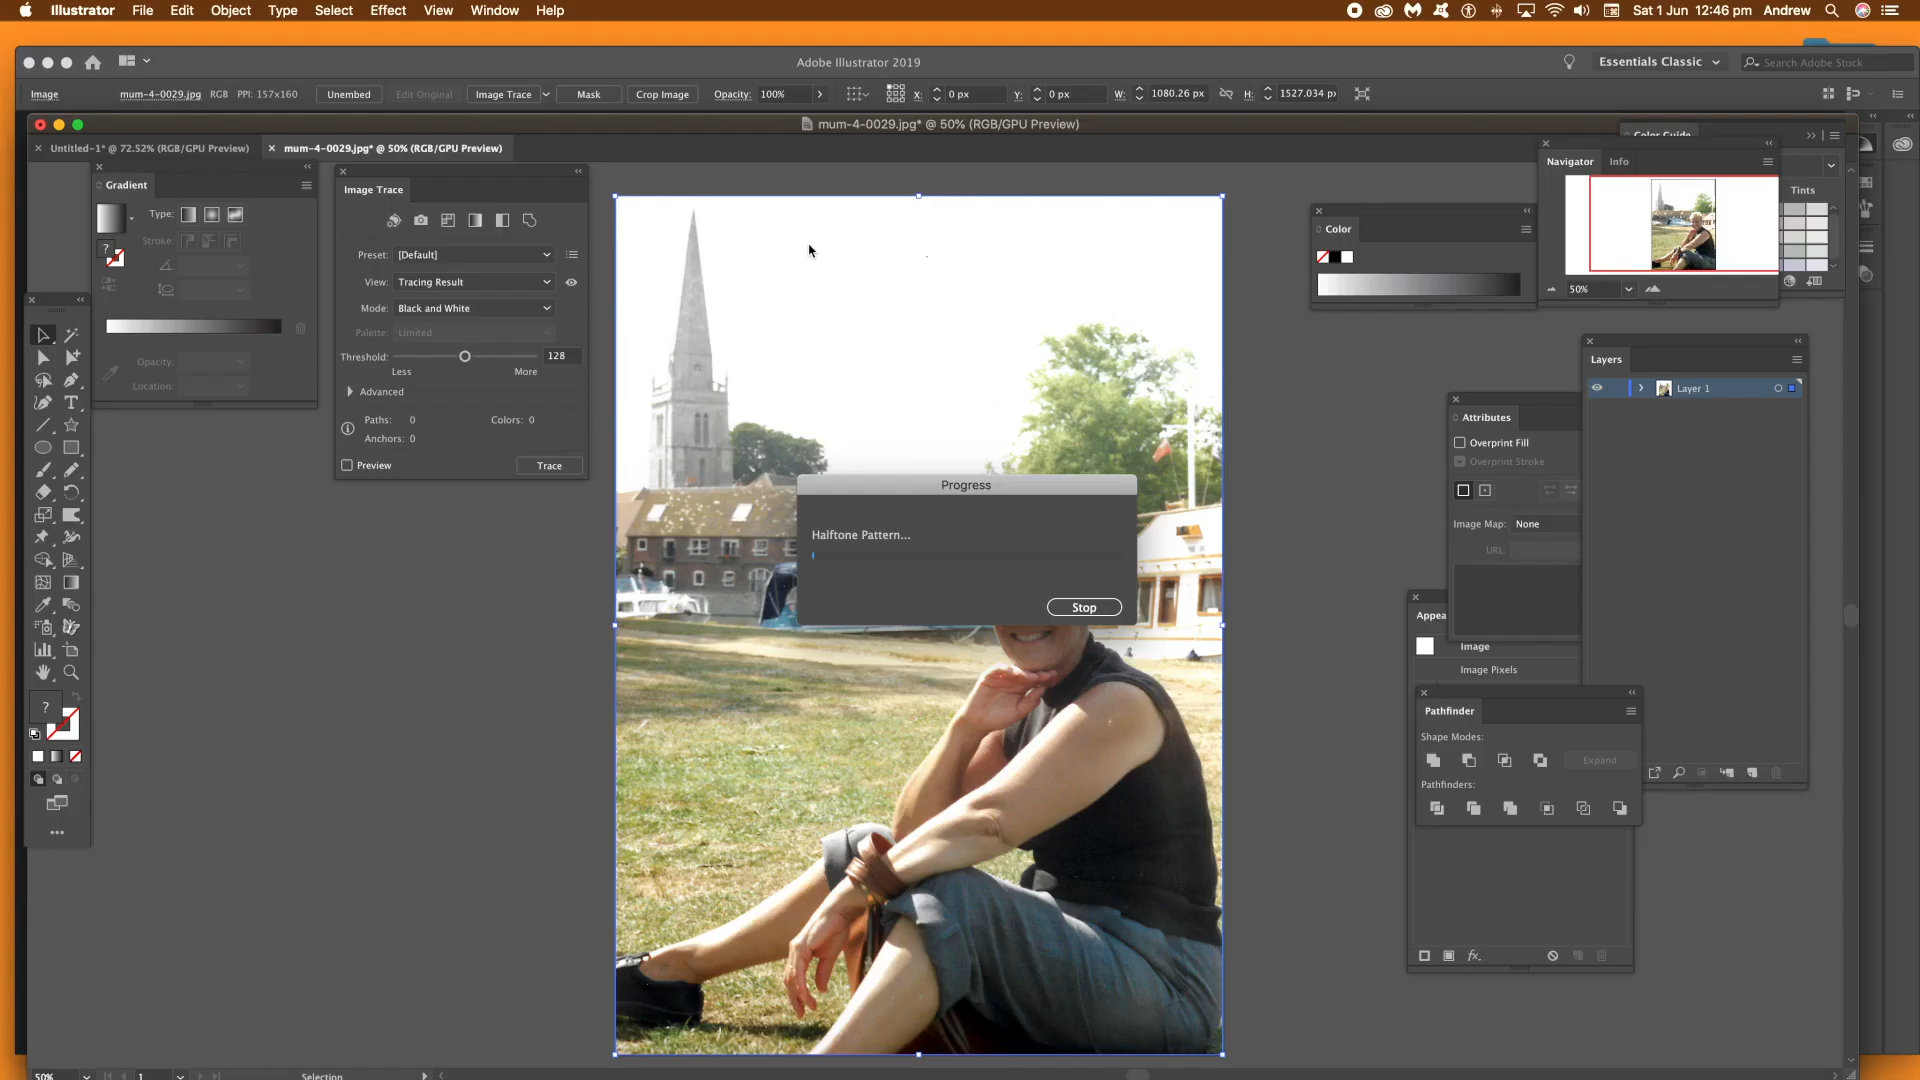 Illustrator File Edit Object Type Select Effect View Window Help
Sat 1 Jun 12:46 pm Andrew
Adobe Illustrator 2019
Essentials Classic
Search Adobe Stock
Image mum-4-0029.jpg RGB PPI: 157x160 Unembed Edit Original Image Trace Mask Crop Image Opacity: 100% X: 0 px Y: 0 px W: 1080.26 px H: 1527.034 px
mum-4-0029.jpg* @ 50% (RGB/GPU Preview)
Untitled-1* @ 72.52% (RGB/GPU Preview)
mum-4-0029.jpg* @ 50% (RGB/GPU Preview)
Gradient
Type:
Stroke:
Opacity:
Location:
Image Trace
Preset: [Default]
View: Tracing Result
Mode: Black and White
Palette: Limited
Threshold: 128
Less More
Advanced
Paths: 0 Colors: 0
Anchors: 0
Preview Trace
Progress
Halftone Pattern...
Stop
Color
Color Guide
Navigator Info
Tints
50%
Layers
Layer 1
Attributes
Overprint Fill
Overprint Stroke
Image Map: None
URL:
Appea
Image
Image Pixels
Pathfinder
Shape Modes:
Expand
Pathfinders:
fx.
50% 1 Selection